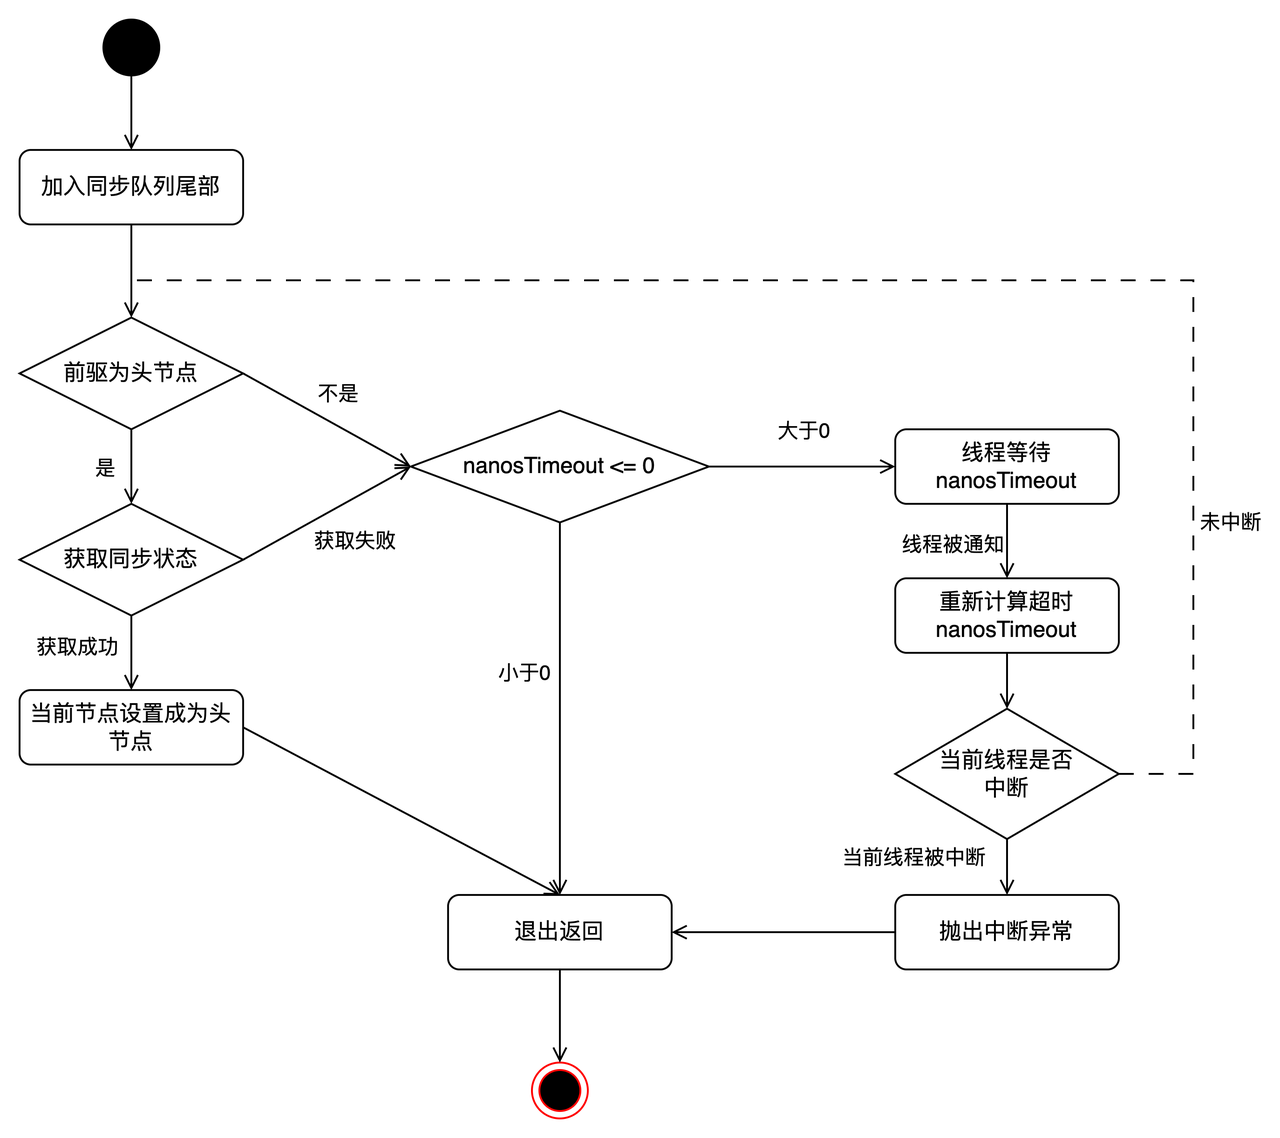 加入同步队列尾部
前驱为头节点
不是
是
获取同步状态
获取失败
获取成功
当前节点设置成为头
节点
nanosTimeout <= 0
大于0
小于0
线程等待
nanosTimeout
线程被通知
重新计算超时
nanosTimeout
未中断
当前线程是否
中断
当前线程被中断
抛出中断异常
退出返回